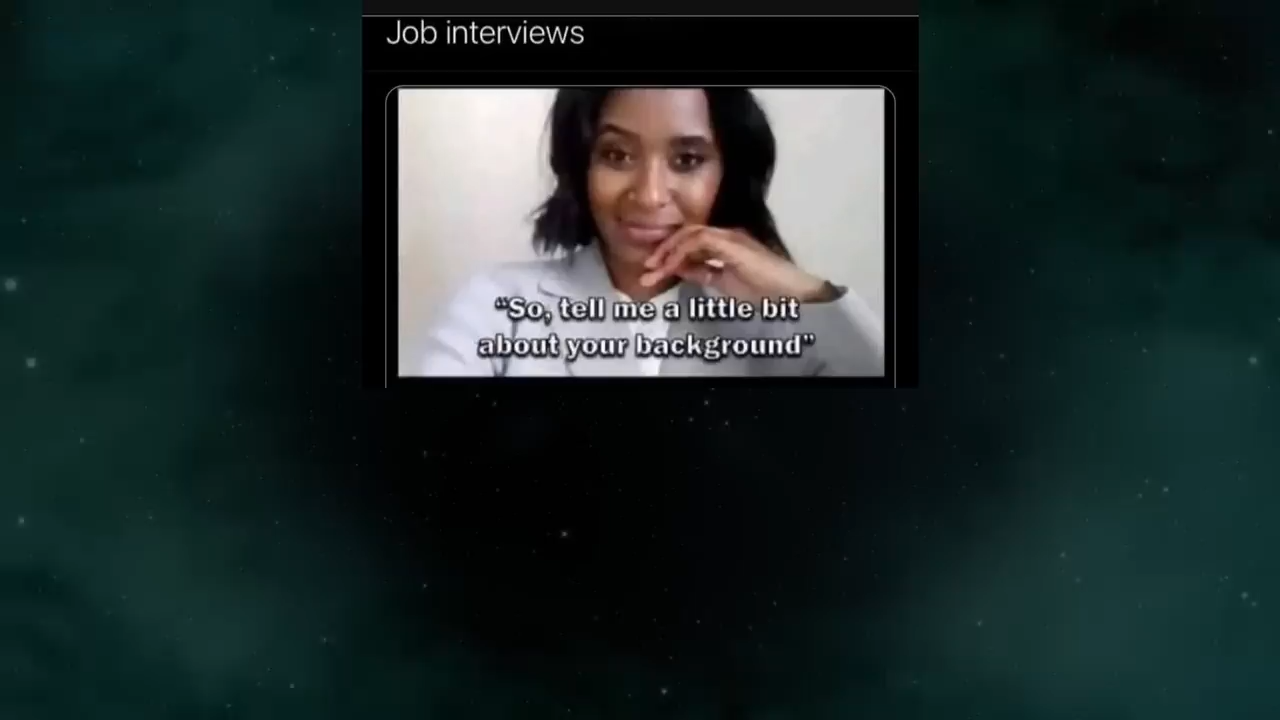 Job interviews
“So, tell me a little bit
about your background”